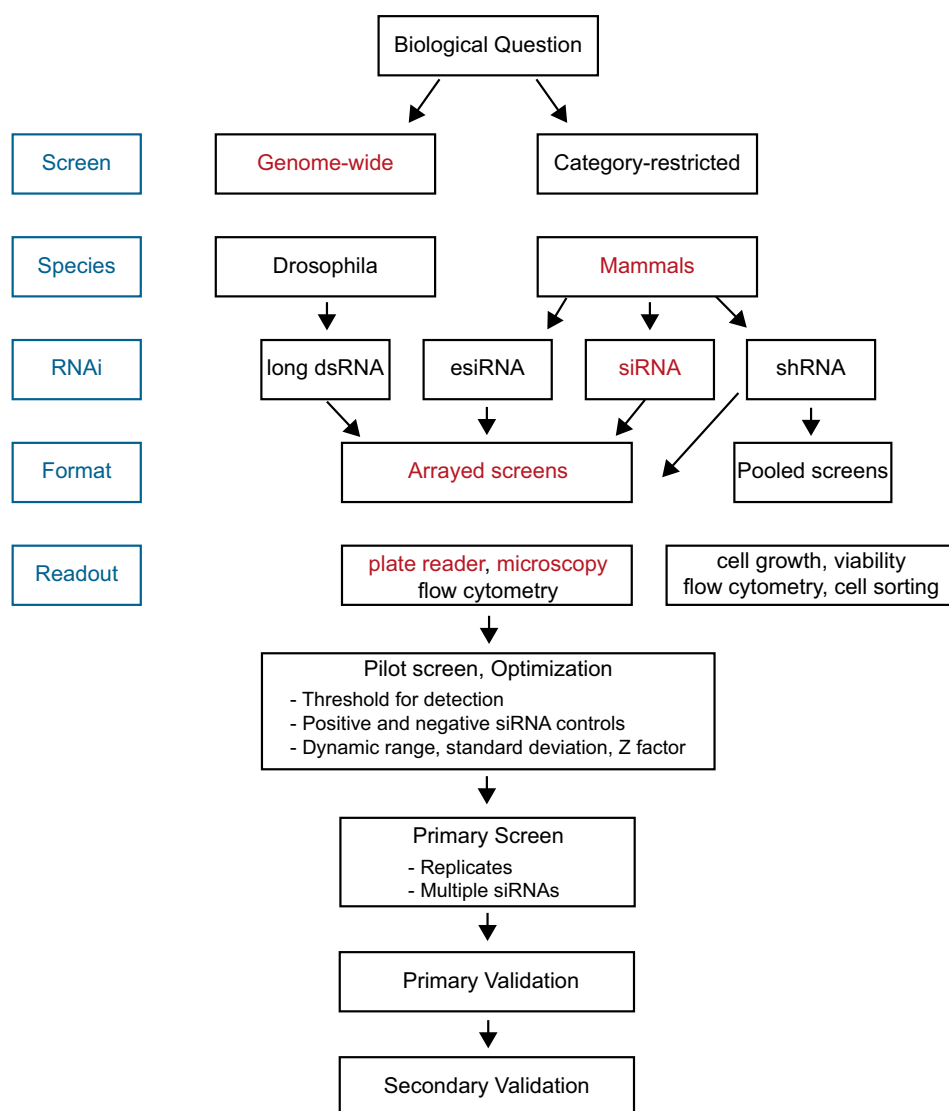 Biological Question
Screen
Genome-wide
Category-restricted
Species
Drosophila
Mammals
RNAi
long dsRNA
esiRNA
siRNA
shRNA
Format
Arrayed screens
Pooled screens
Readout
plate reader, microscopy
flow cytometry
cell growth, viability
flow cytometry, cell sorting
Pilot screen, Optimization
- Threshold for detection
- Positive and negative siRNA controls
- Dynamic range, standard deviation, Z factor
Primary Screen
- Replicates
- Multiple siRNAs
Primary Validation
Secondary Validation